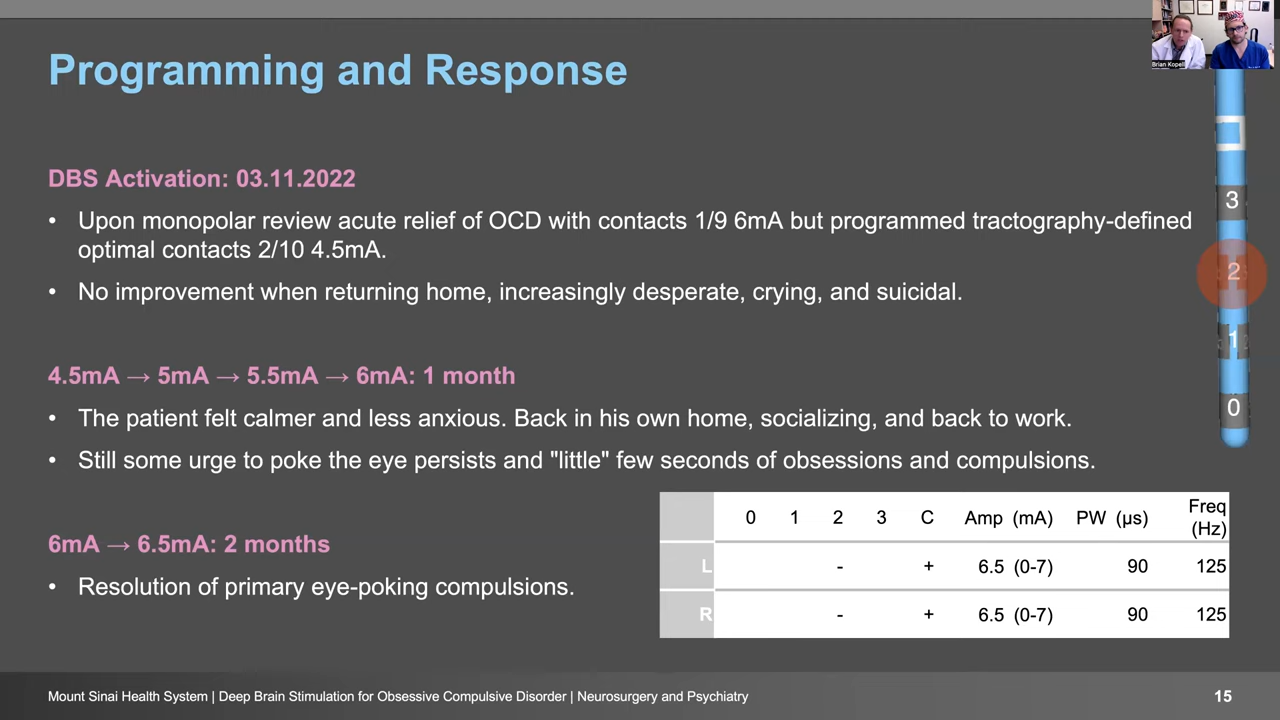 Programming and Response
Brian Kopell
DBS Activation: 03.11.2022
• Upon monopolar review acute relief of OCD with contacts 1/9 6mA but programmed tractography-defined
optimal contacts 2/10 4.5mA.
• No improvement when returning home, increasingly desperate, crying, and suicidal.
4.5mA → 5mA → 5.5mA → 6mA: 1 month
• The patient felt calmer and less anxious. Back in his own home, socializing, and back to work.
• Still some urge to poke the eye persists and "little" few seconds of obsessions and compulsions.
6mA → 6.5mA: 2 months
• Resolution of primary eye-poking compulsions.
3
2
1
0
0 1 2 3 C Amp (mA) PW (µs) Freq
(Hz)
L - + 6.5 (0-7) 90 125
R - + 6.5 (0-7) 90 125
Mount Sinai Health System | Deep Brain Stimulation for Obsessive Compulsive Disorder | Neurosurgery and Psychiatry
15